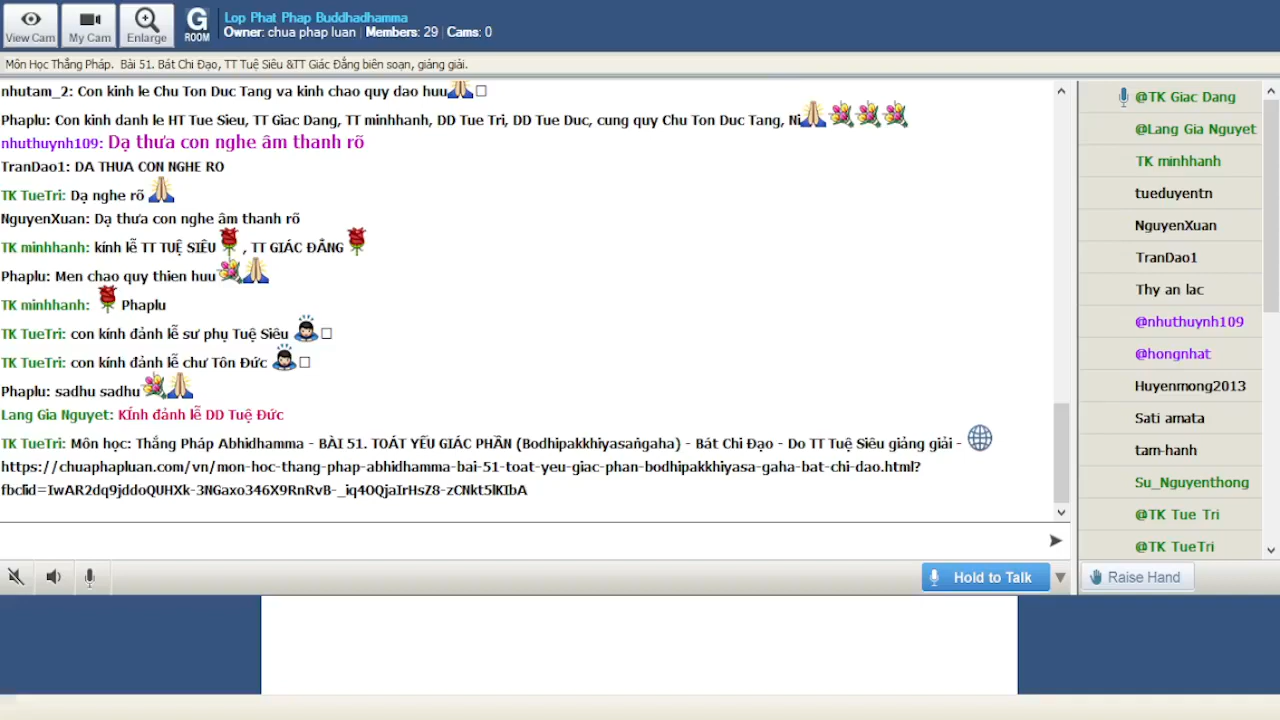 View Cam
My Cam
Enlarge
G
ROOM
Lop Phat Phap Buddhadhamma
Owner: chua phap luan | Members: 29 | Cams: 0
Môn Học Thắng Pháp. Bài 51. Bát Chi Đạo, TT Tuệ Siêu &TT Giác Đẳng biên soạn, giảng giải.
nhutam_2: Con kinh le Chu Ton Duc Tang va kinh chao quy dao huu
Phaplu: Con kinh danh le HT Tue Sieu, TT Giac Dang, TT minhhanh, DD Tue Tri, DD Tue Duc, cung quy Chu Ton Duc Tang, Ni
nhuthuynh109: Dạ thưa con nghe âm thanh rõ
TranDao1: DA THUA CON NGHE RO
TK TueTri: Dạ nghe rõ
NguyenXuan: Dạ thưa con nghe âm thanh rõ
TK minhhanh: kính lễ TT TUỆ SIÊU , TT GIÁC ĐẲNG
Phaplu: Men chao quy thien huu
TK minhhanh: Phaplu
TK TueTri: con kính đảnh lễ sư phụ Tuệ Siêu
TK TueTri: con kính đảnh lễ chư Tôn Đức
Phaplu: sadhu sadhu
Lang Gia Nguyet: KÍnh đảnh lễ DD Tuệ Đức
TK TueTri: Môn học: Thắng Pháp Abhidhamma - BÀI 51. TOÁT YẾU GIÁC PHẦN (Bodhipakkhiyasaṅgaha) - Bát Chi Đạo - Do TT Tuệ Siêu giảng giải -
https://chuaphapluan.com/vn/mon-hoc-thang-phap-abhidhamma-bai-51-toat-yeu-giac-phan-bodhipakkhiyasa-gaha-bat-chi-dao.html?
fbclid=IwAR2dq9jddoQUHXk-3NGaxo346X9RnRvB-_iq4OQjaIrHsZ8-zCNkt5lKIbA
@TK Giac Dang
@Lang Gia Nguyet
TK minhhanh
tueduyentn
NguyenXuan
TranDao1
Thy an lac
@nhuthuynh109
@hongnhat
Huyenmong2013
Sati amata
tam-hanh
Su_Nguyenthong
@TK Tue Tri
@TK TueTri
Hold to Talk
Raise Hand